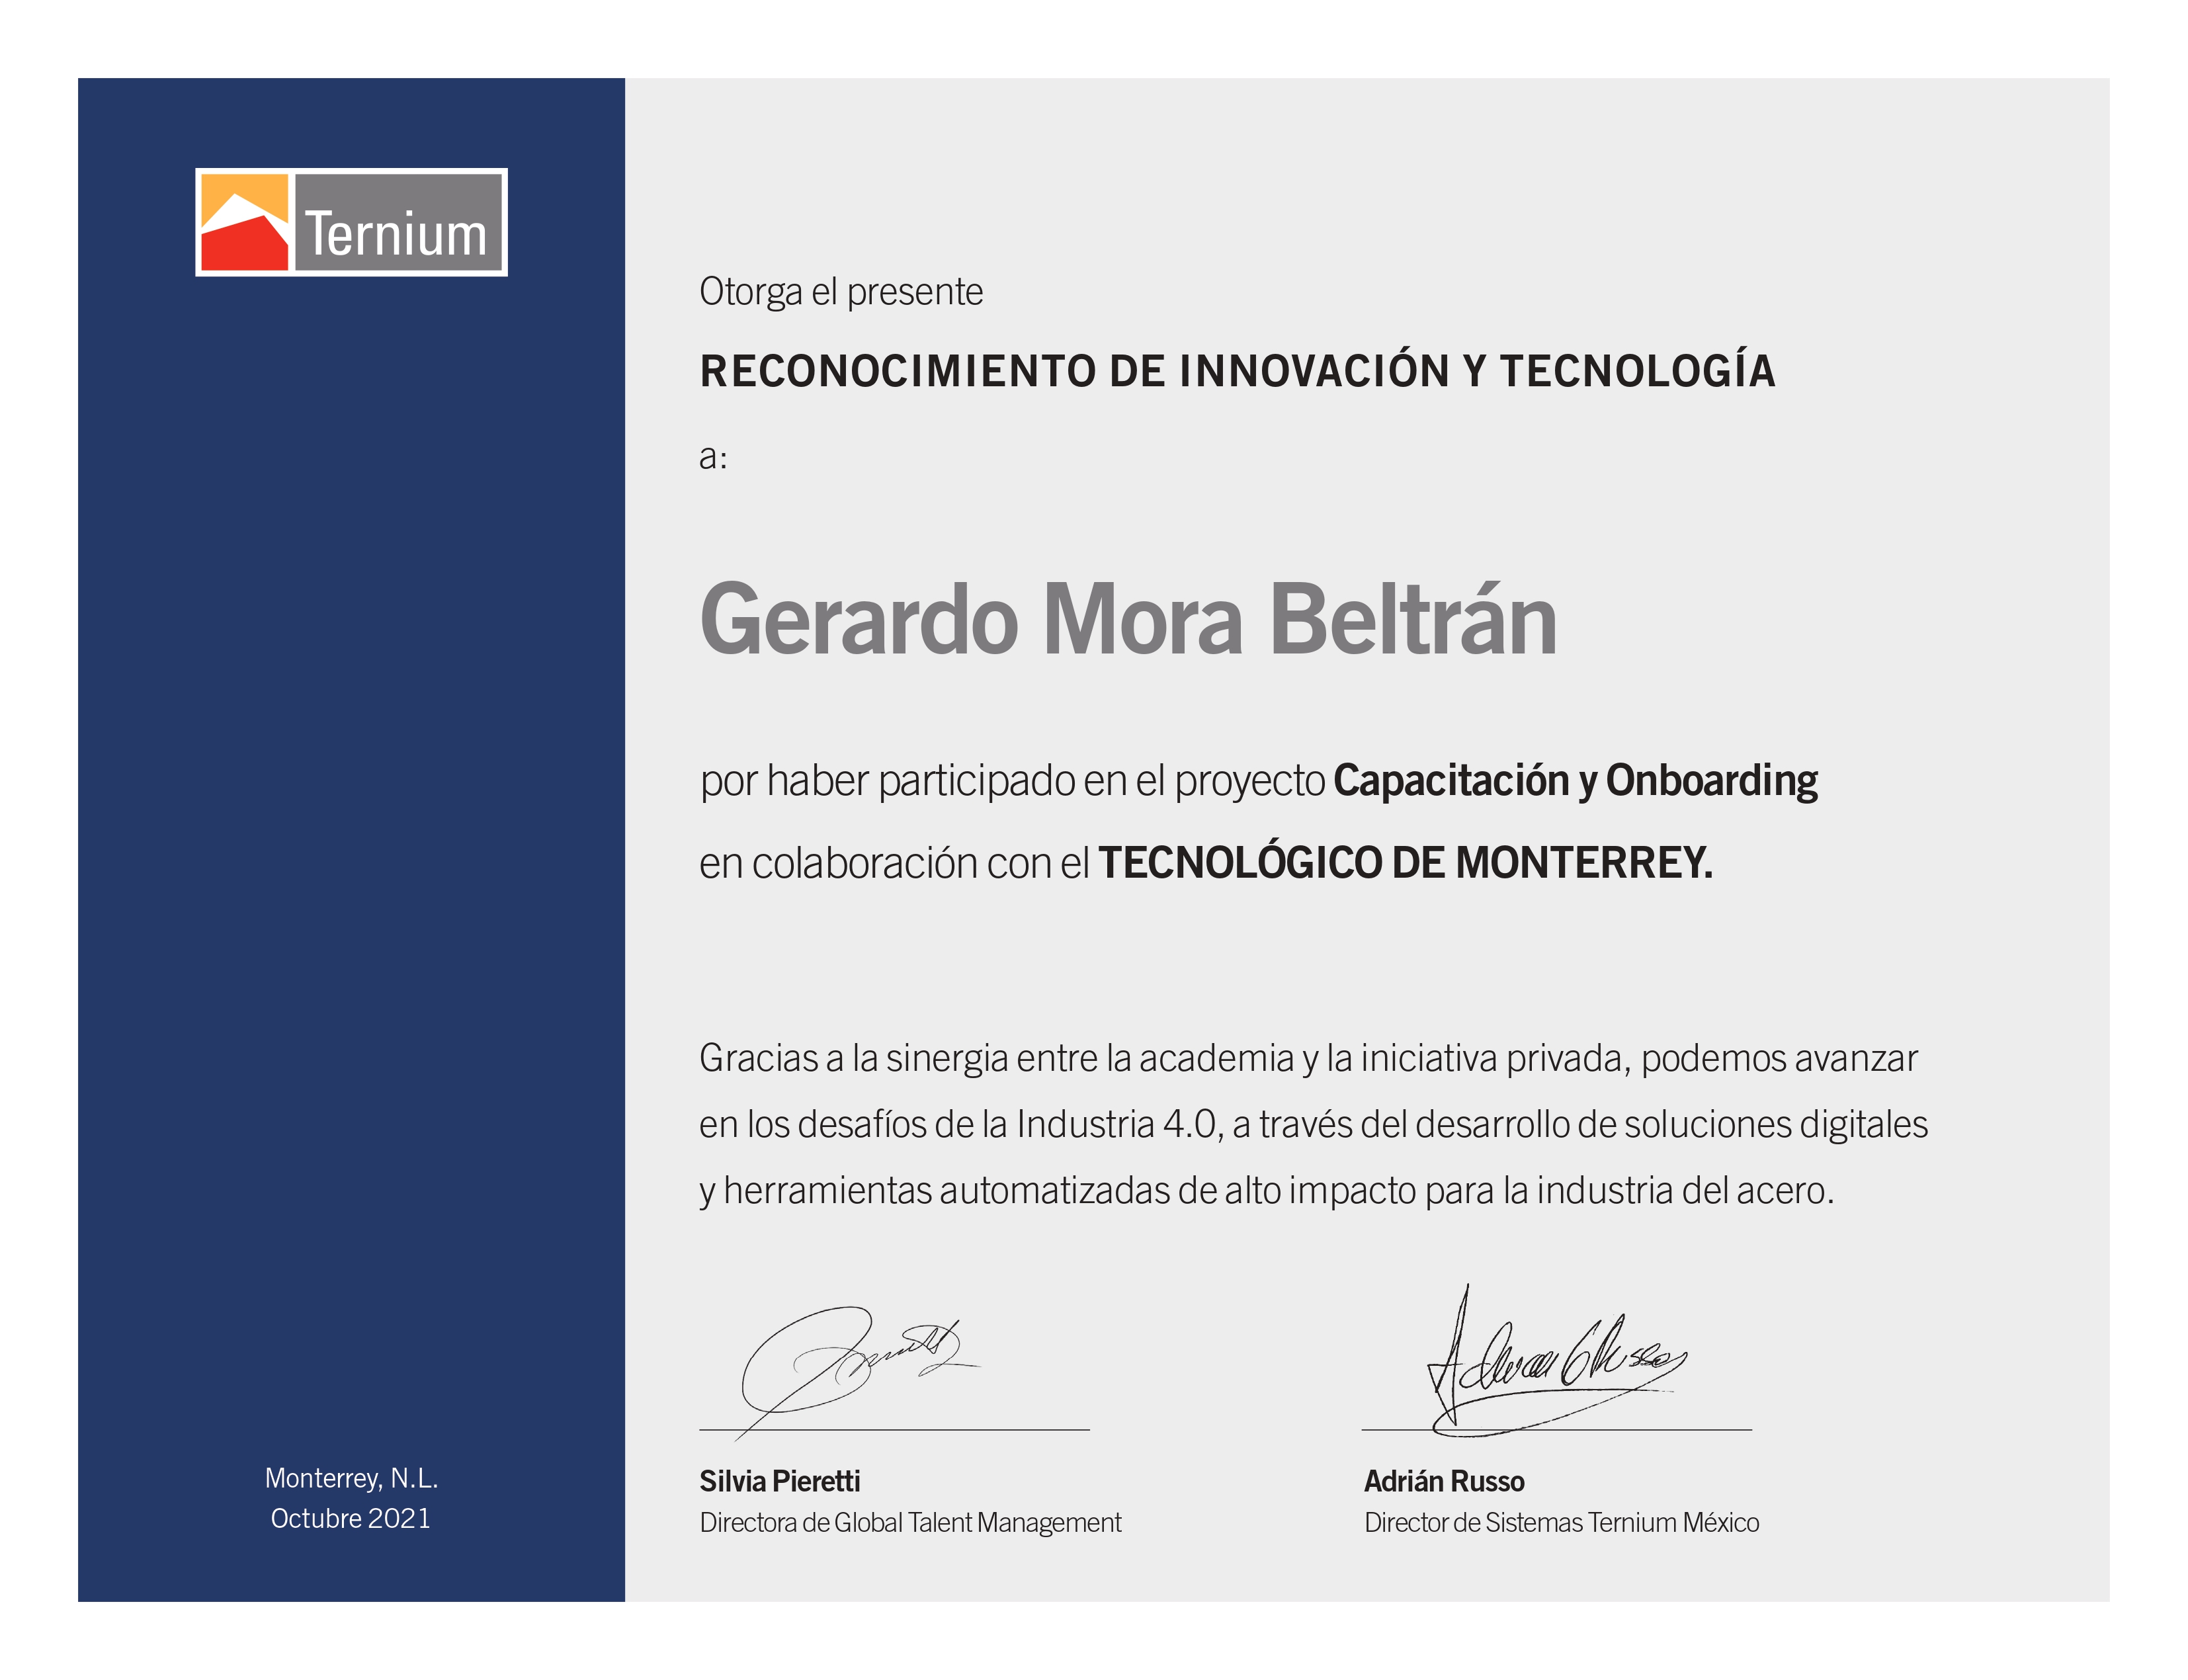 Ternium
Otorga el presente
RECONOCIMIENTO DE INNOVACIÓN Y TECNOLOGÍA
a:
Gerardo Mora Beltrán
por haber participado en el proyecto Capacitación y Onboarding
en colaboración con el TECNOLÓGICO DE MONTERREY.
Gracias a la sinergia entre la academia y la iniciativa privada, podemos avanzar
en los desafíos de la Industria 4.0, a través del desarrollo de soluciones digitales
y herramientas automatizadas de alto impacto para la industria del acero.
Silvia Pieretti
Directora de Global Talent Management
Adrián Russo
Director de Sistemas Ternium México
Monterrey, N.L.
Octubre 2021